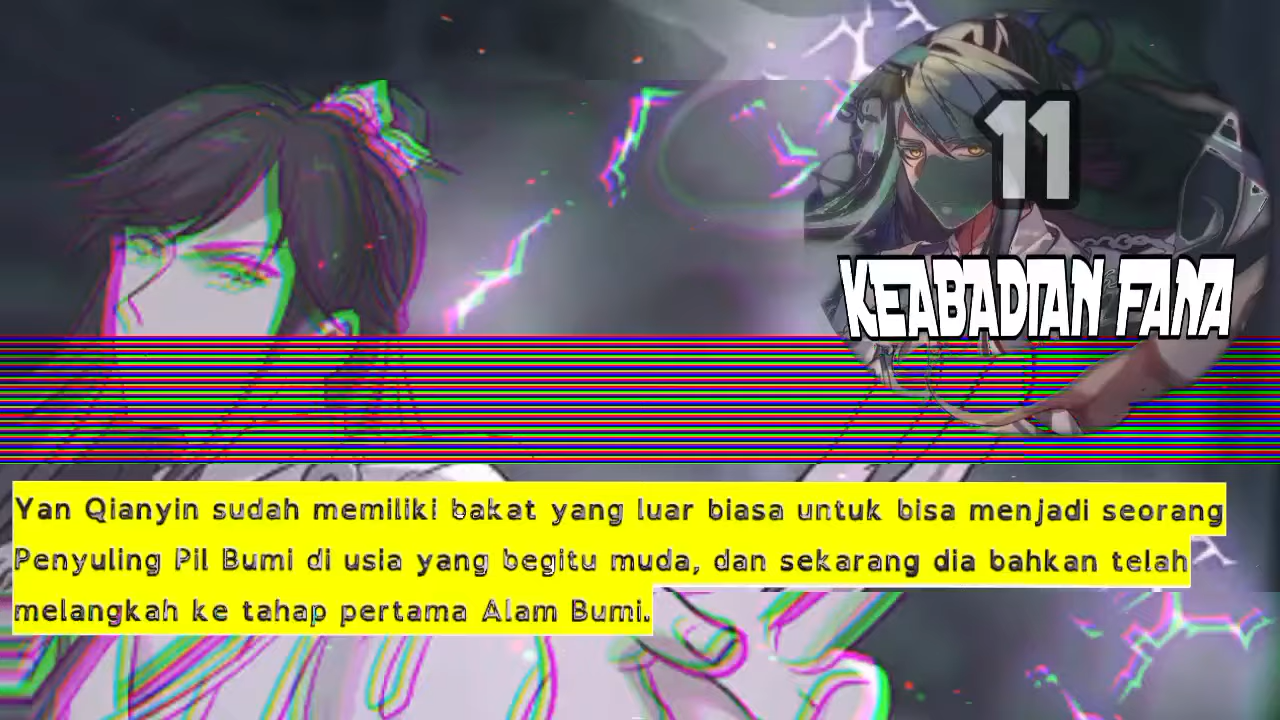 11
KEABADIAN FANA
Yan Qianyin sudah memiliki bakat yang luar biasa untuk bisa menjadi seorang
Penyuling Pil Bumi di usia yang begitu muda, dan sekarang dia bahkan telah
melangkah ke tahap pertama Alam Bumi.